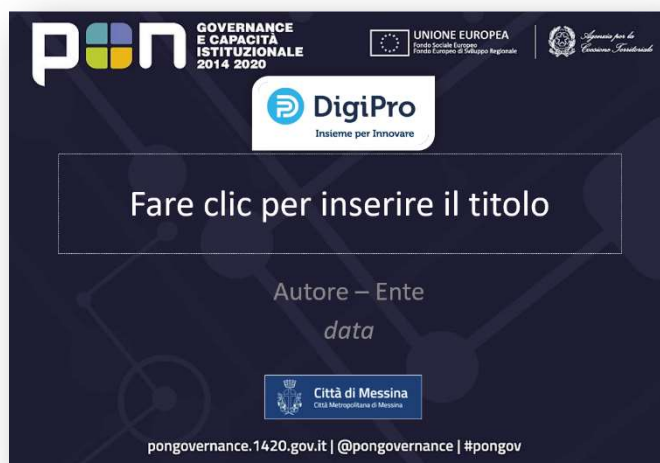 pon
GOVERNANCE
E CAPACITÀ
ISTITUZIONALE
2014 2020
UNIONE EUROPEA
Fondo Sociale Europeo
Fondo Europeo di Sviluppo Regionale
Agenzia per la
Coesione Territoriale
DigiPro
Insieme per Innovare
Fare clic per inserire il titolo
Autore – Ente
data
Città di Messina
Città Metropolitana di Messina
pongovernance.1420.gov.it | @pongovernance | #pongov